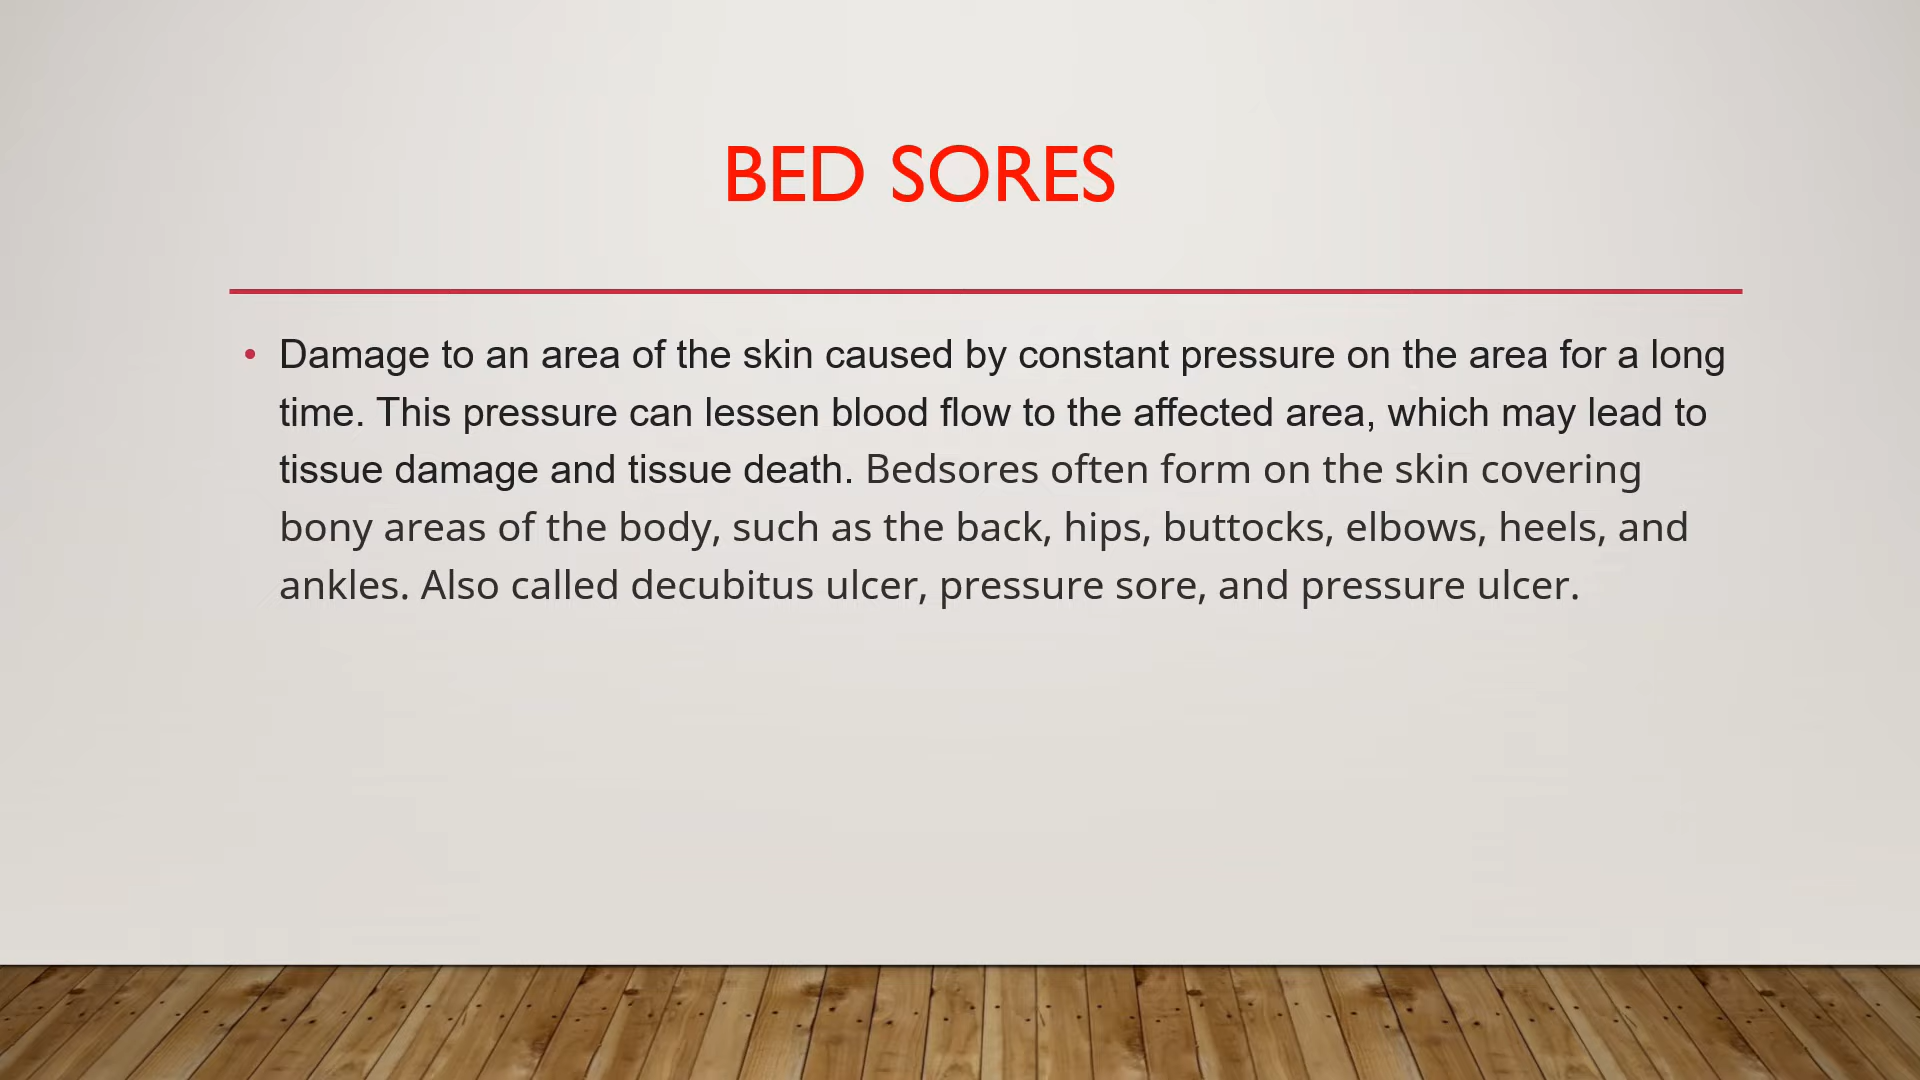 BED SORES
• Damage to an area of the skin caused by constant pressure on the area for a long
time. This pressure can lessen blood flow to the affected area, which may lead to
tissue damage and tissue death. Bedsores often form on the skin covering
bony areas of the body, such as the back, hips, buttocks, elbows, heels, and
ankles. Also called decubitus ulcer, pressure sore, and pressure ulcer.